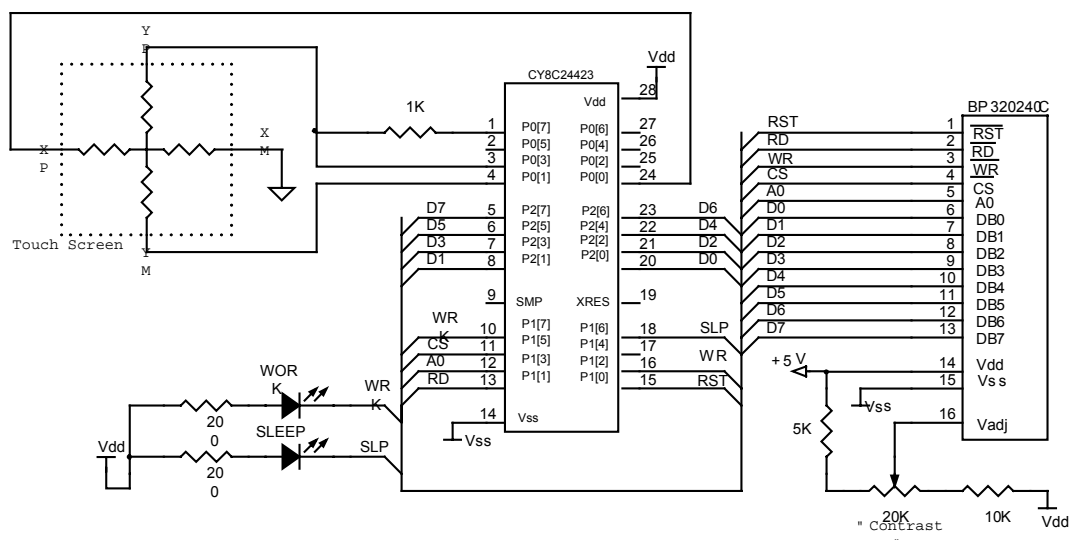 Y
P
Vdd
CY8C24423
1K
X
P
X
M
Touch Screen
Y
M
1 P0[7]
2 P0[5]
3 P0[3]
4 P0[1]
D7 5 P2[7]
D5 6 P2[5]
D3 7 P2[3]
D1 8 P2[1]
9 SMP
WR
K
10 P1[7]
CS 11 P1[5]
A0 12 P1[3]
RD 13 P1[1]
14 Vss
Vss
Vdd 28
P0[6] 27
P0[4] 26
P0[2] 25
P0[0] 24
P2[6] 23 D6
P2[4] 22 D4
P2[2] 21 D2
P2[0] 20 D0
XRES 19
P1[6] 18 SLP
P1[4] 17
P1[2] 16 WR
P1[0] 15 RST
WOR
K
WR
K
20
0
SLEEP
SLP
20
0
Vdd
BP320240C
RST 1 RST
RD 2 RD
WR 3 WR
CS 4 CS
A0 5 A0
D0 6 DB0
D1 7 DB1
D2 8 DB2
D3 9 DB3
D4 10 DB4
D5 11 DB5
D6 12 DB6
D7 13 DB7
+5V 14 Vdd
15 Vss
Vss
16 Vadj
5K
20K
10K
Vdd
" Contrast
"